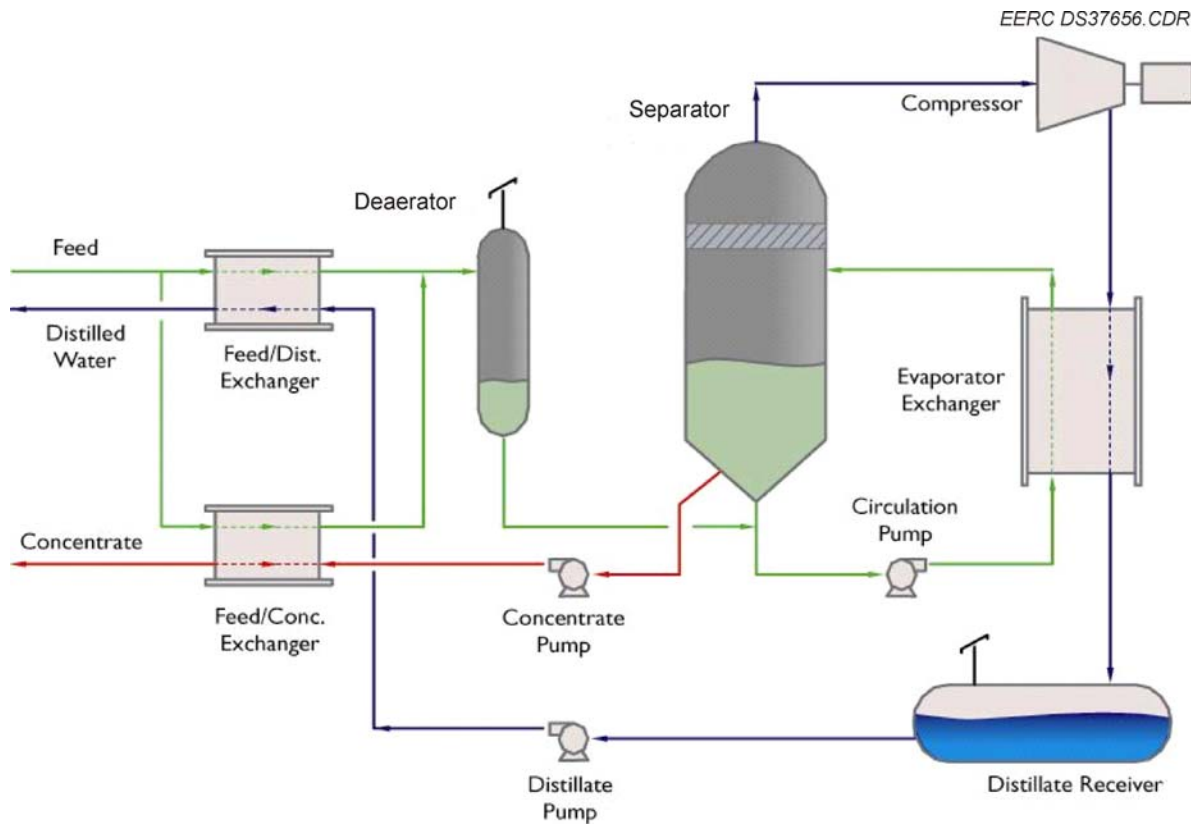 EERC DS37656.CDR
Compressor
Separator
Deaerator
Feed
Distilled
Water
Feed/Dist.
Exchanger
Evaporator
Exchanger
Circulation
Pump
Concentrate
Feed/Conc.
Exchanger
Concentrate
Pump
Distillate
Pump
Distillate Receiver